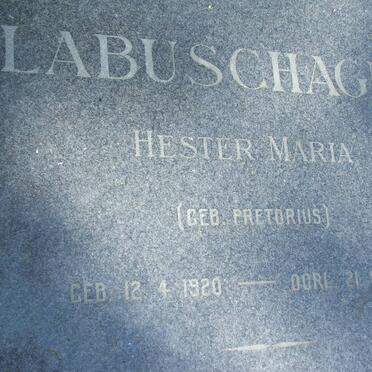 LABUSCHAG
HESTER MARIA
(GEB. PRETORIUS)
GEB. 12. 4. 1920 — OORL. 21